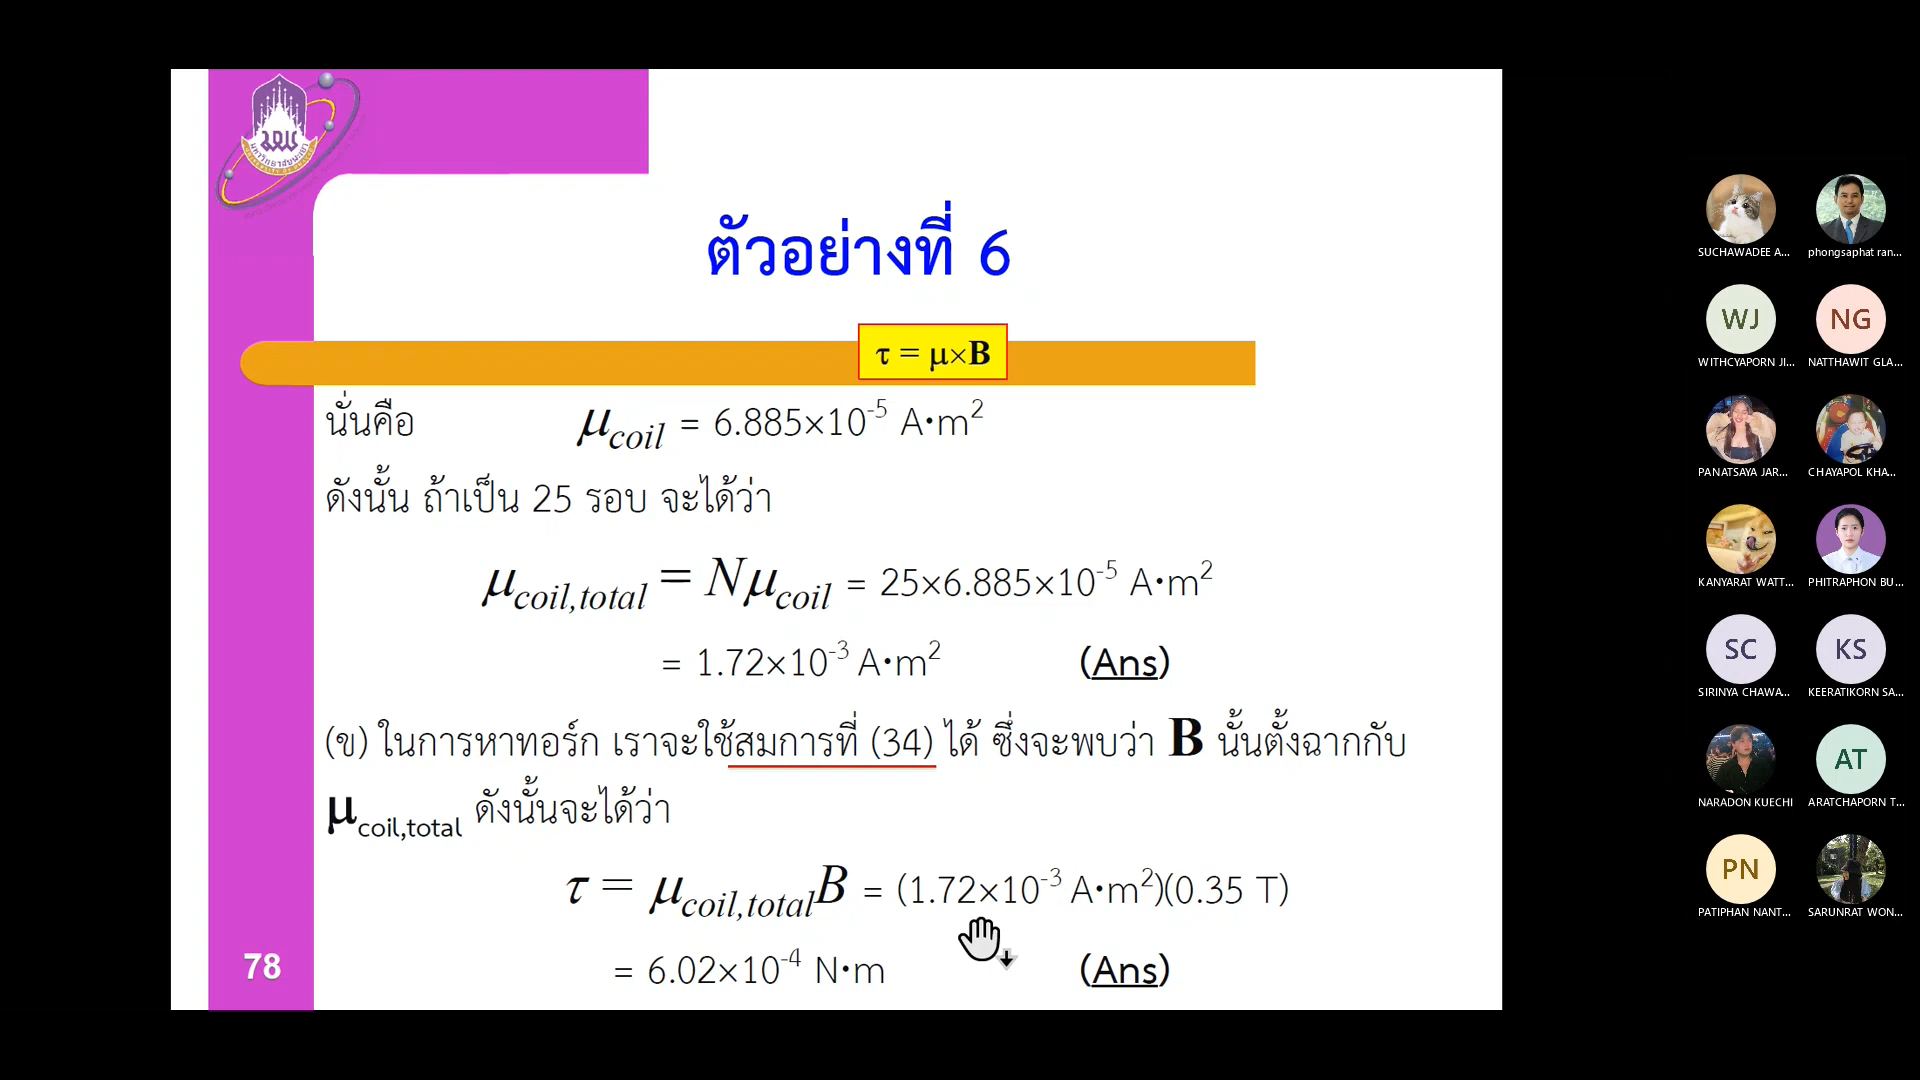 ตัวอย่างที่ 6
τ = μ×B
นั่นคือ μcoil = 6.885×10-5 A•m2
ดังนั้น ถ้าเป็น 25 รอบ จะได้ว่า
μcoil,total = Nμcoil = 25×6.885×10-5 A•m2
= 1.72×10-3 A•m2 (Ans)
(ข) ในการหาทอร์ก เราจะใช้สมการที่ (34) ได้ ซึ่งจะพบว่า B นั้นตั้งฉากกับ
μcoil,total ดังนั้นจะได้ว่า
τ = μcoil,totalB = (1.72×10-3 A•m2)(0.35 T)
= 6.02×10-4 N•m (Ans)
78
SUCHAWADEE A... phongsaphat ran...
WJ NG
WITHCYAPORN JI... NATTHAWIT GLA...
PANATSAYA JAR... CHAYAPOL KHA...
KANYARAT WATT... PHITRAPHON BU...
SC KS
SIRINYA CHAWA... KEERATIKORN SA...
AT
NARADON KUECHI ARATCHAPORN T...
PN
PATIPHAN NANT... SARUNRAT WON...